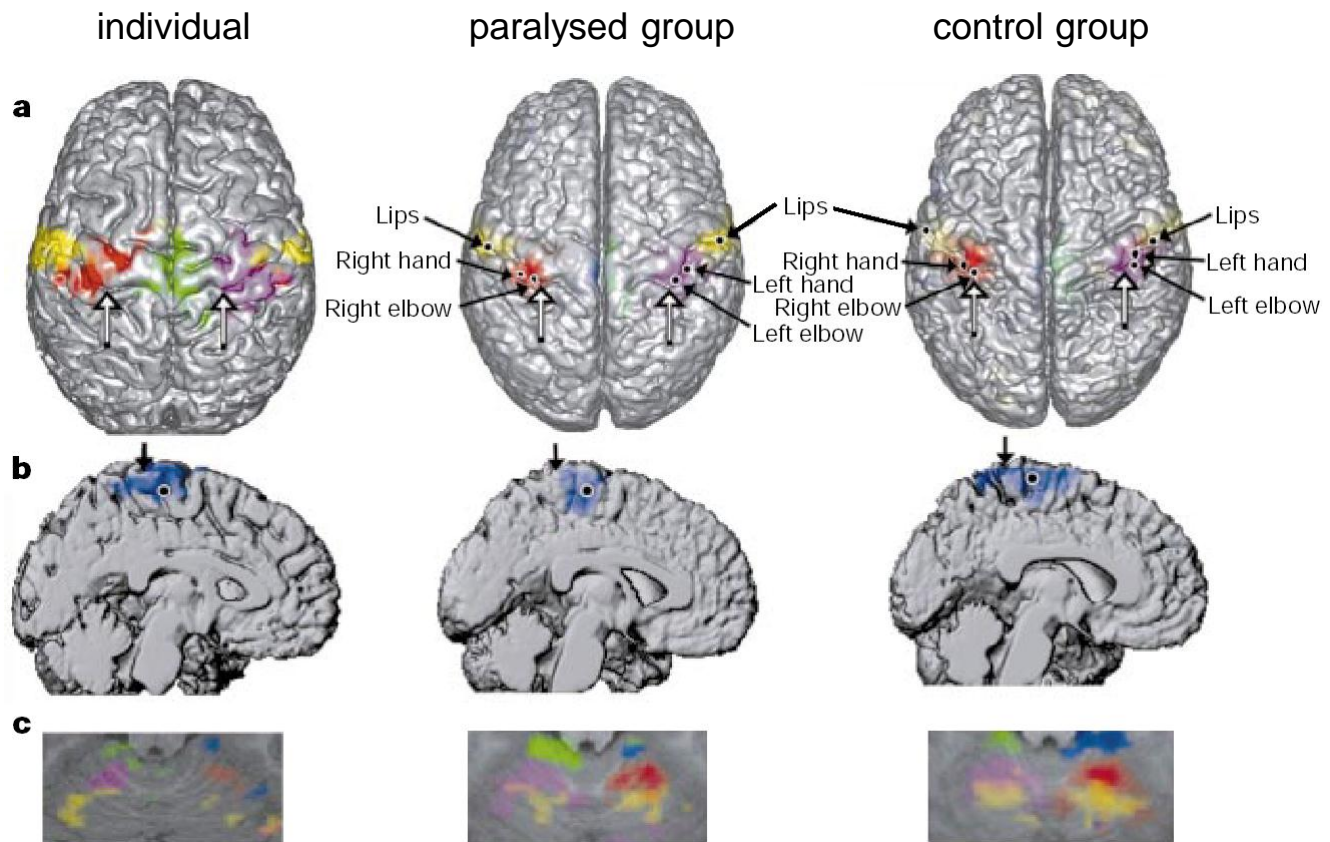 individual paralysed group control group
a
Lips Lips Lips
Right hand Right hand Left hand
Left hand
Right elbow Right elbow Left elbow
Left elbow
b
c